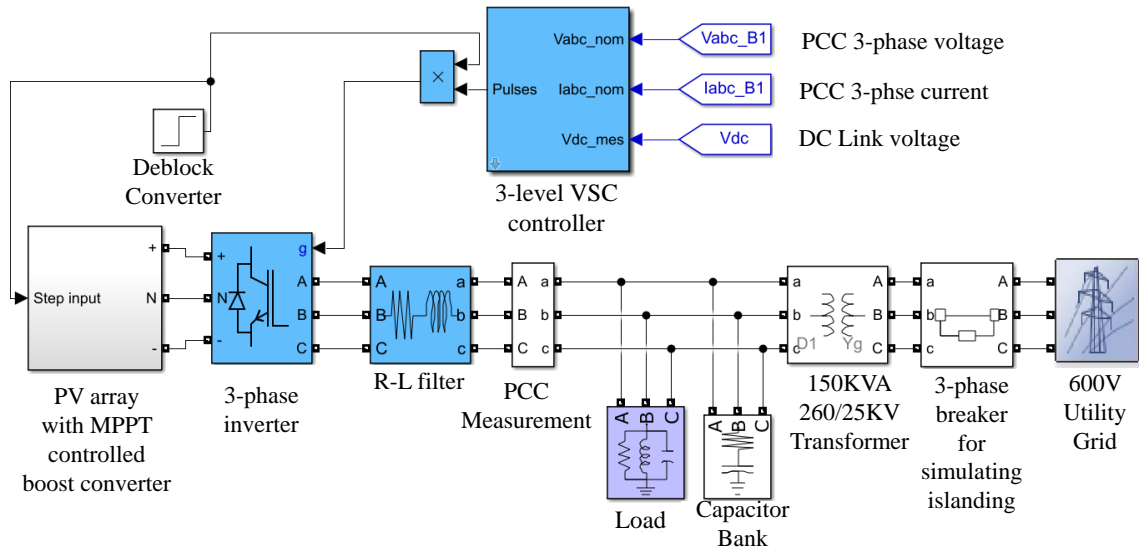 Vabc_nom
Iabc_nom
Vdc_mes
Pulses
×
Vabc_B1
Iabc_B1
Vdc
PCC 3-phase voltage
PCC 3-phse current
DC Link voltage
3-level VSC
controller
Deblock
Converter
Step input
+
N
-
PV array
with MPPT
controlled
boost converter
g
+
N
-
A
B
C
3-phase
inverter
A
B
C
a
b
c
R-L filter
A
B
C
a
b
c
PCC
Measurement
A
B
C
Load
A
B
C
Capacitor
Bank
a
b
c
A
B
C
D1
Yg
150KVA
260/25KV
Transformer
a
b
c
A
B
C
3-phase
breaker
for
simulating
islanding
A
B
C
600V
Utility
Grid